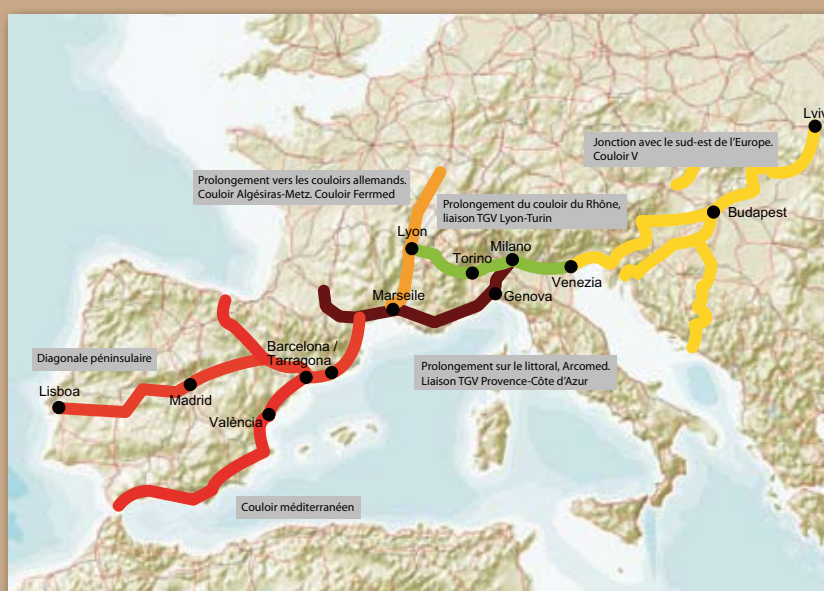 Lviv
Jonction avec le sud-est de l'Europe.
Couloir V
Prolongement vers les couloirs allemands.
Couloir Algésiras-Metz. Couloir Ferrmed
Prolongement du couloir du Rhône,
liaison TGV Lyon-Turin
Budapest
Lyon
Milano
Torino
Venezia
Marseile
Genova
Barcelona /
Tarragona
Diagonale péninsulaire
Prolongement sur le littoral, Arcomed.
Liaison TGV Provence-Côte d'Azur
Lisboa
Madrid
València
Couloir méditerranéen